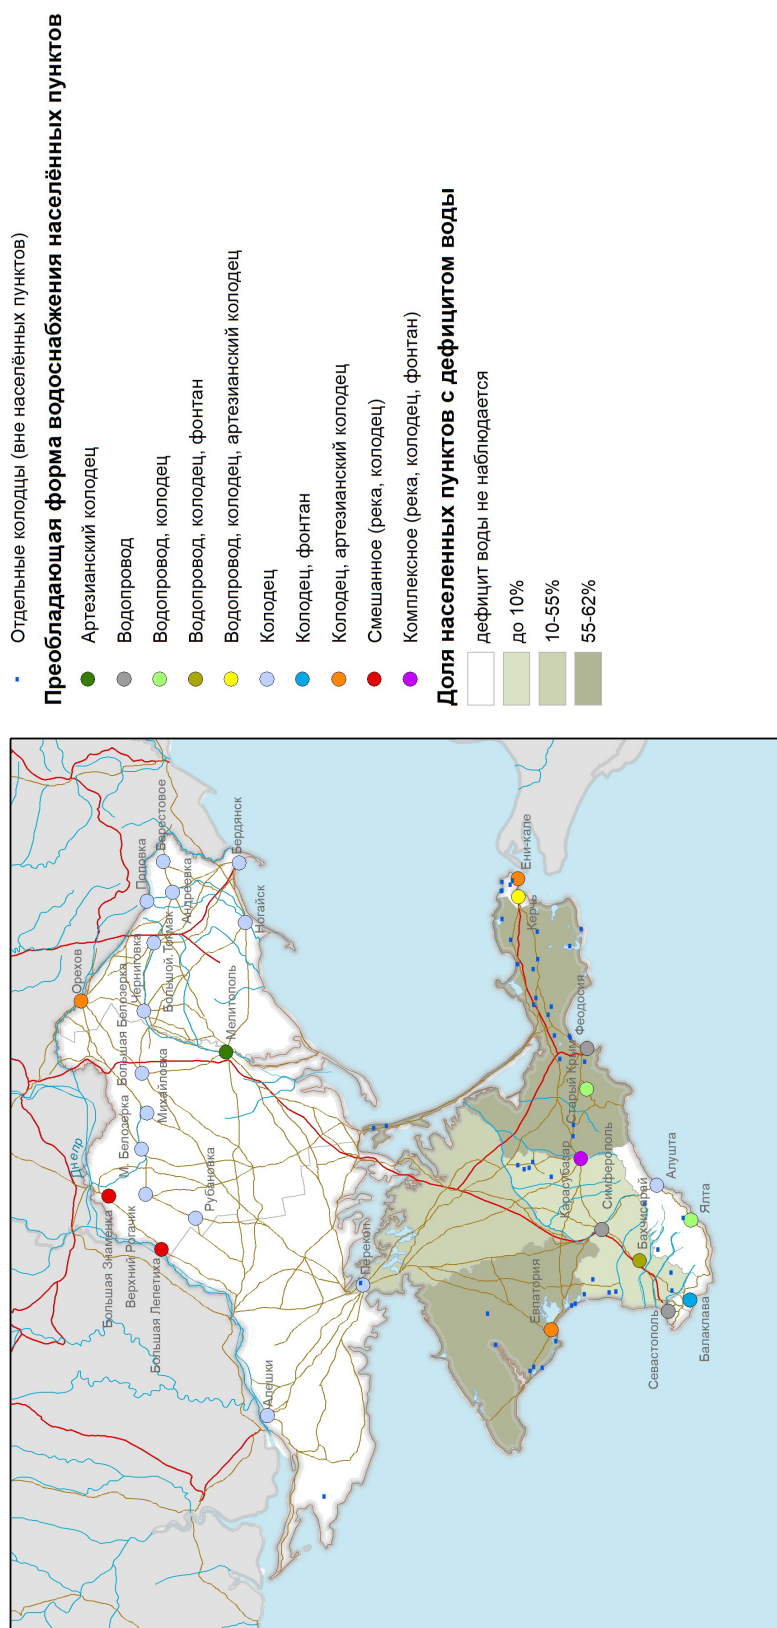 Отдельные колодцы (вне населённых пунктов)
Преобладающая форма водоснабжения населённых пунктов
Артезианский колодец
Водопровод
Водопровод, колодец
Водопровод, колодец, фонтан
Водопровод, колодец, артезианский колодец
Колодец
Колодец, фонтан
Колодец, артезианский колодец
Смешанное (река, колодец)
Комплексное (река, колодец, фонтан)
Доля населенных пунктов с дефицитом воды
дефицит воды не наблюдается
до 10%
10-55%
55-62%
Днепр
Орехов
Большая Знаменка
Верхний Рогачик
Большая Лепетиха
М. Белозерка
Большая Белозерка
Михайловка
Рубановка
Черниговка
Большой. Токмак
Поповка
Берестовое
Андреевка
Бердянск
Ногайск
Мелитополь
Алешки
Перекоп
Евпатория
Карасубазар
Симферополь
Старый Крым
Феодосия
Керчь
Ени-кале
Бахчисарай
Алушта
Ялта
Севастополь
Балаклава